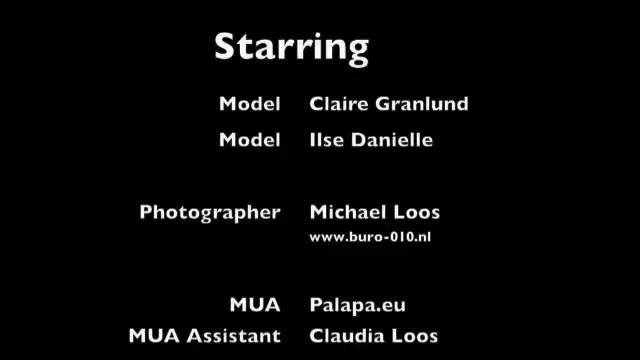 Starring
Model Claire Granlund
Model Ilse Danielle
Photographer Michael Loos
www.buro-010.nl
MUA Palapa.eu
MUA Assistant Claudia Loos